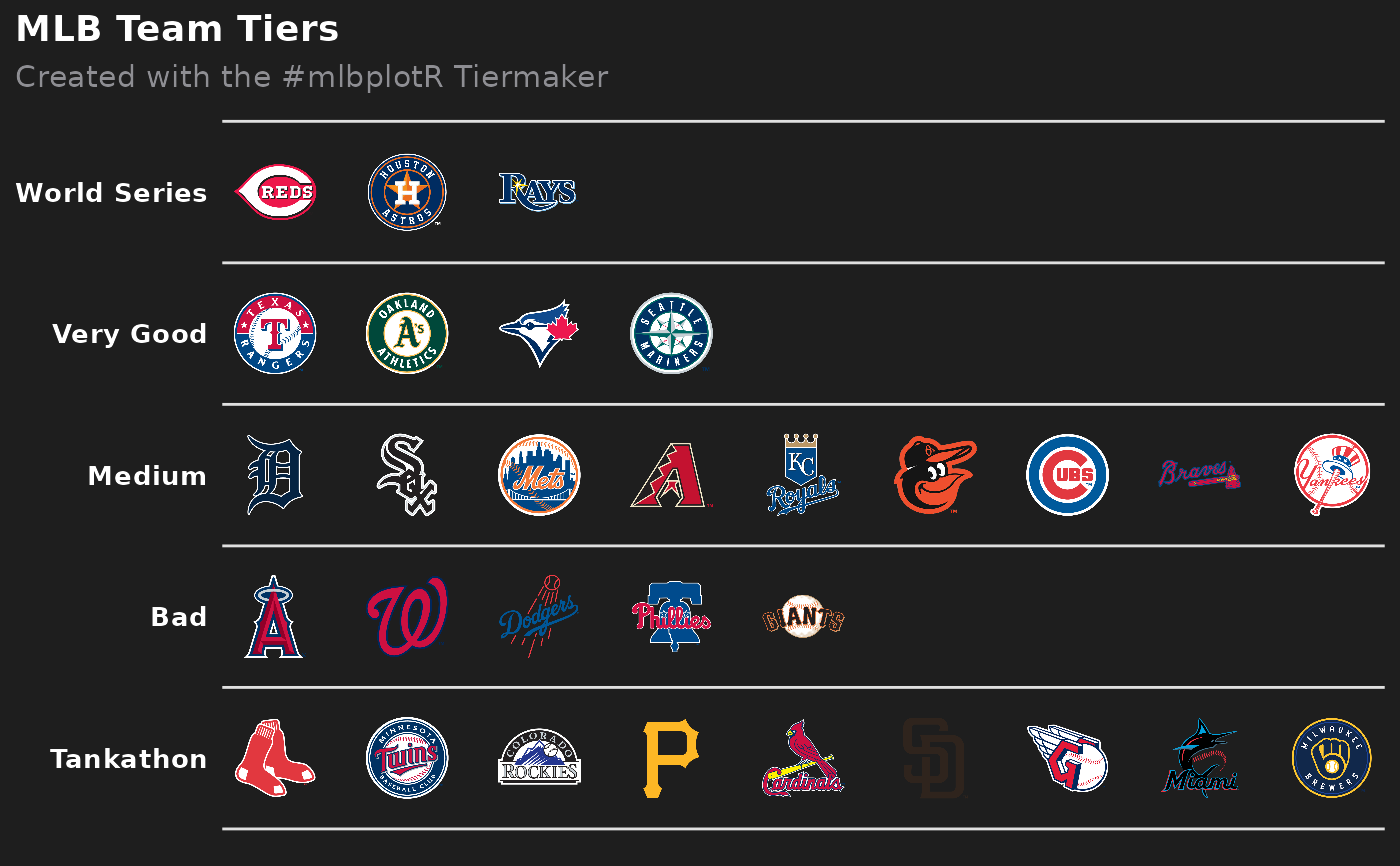 MLB Team Tiers
Created with the #mlbplotR Tiermaker
World Series
REDS
HOUSTON
H
ASTROS
RAYS
Very Good
TEXAS
T
RANGERS
OAKLAND
A's
ATHLETICS
SEATTLE
MARINERS
Medium
D
Sox
Mets
A
KC
Royals
CUBS
Braves
Yankees
Bad
A
W
Dodgers
Phillies
GIANTS
Tankathon
MINNESOTA
Twins
BASEBALL CLUB
COLORADO
ROCKIES
P
Cardinals
SD
G
Miami
MILWAUKEE
BREWERS